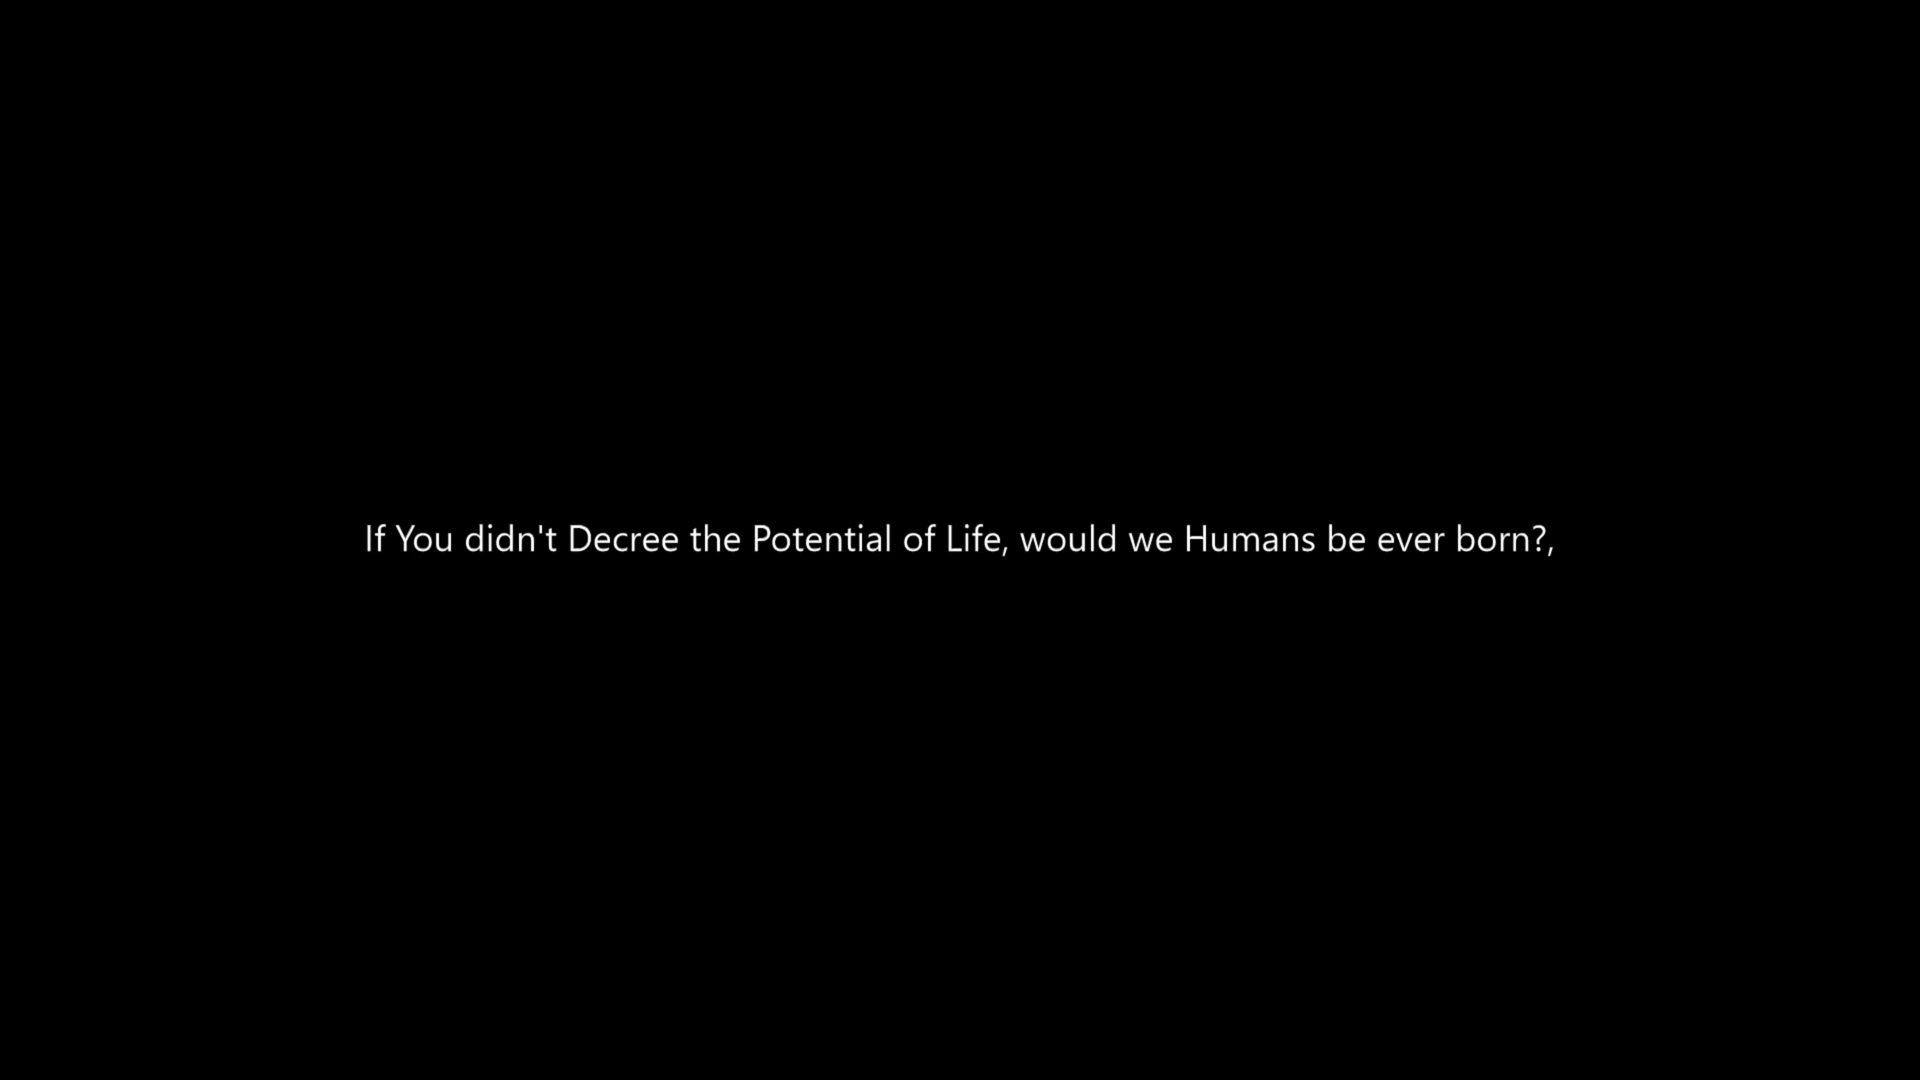 If You didn't Decree the Potential of Life, would we Humans be ever born?,